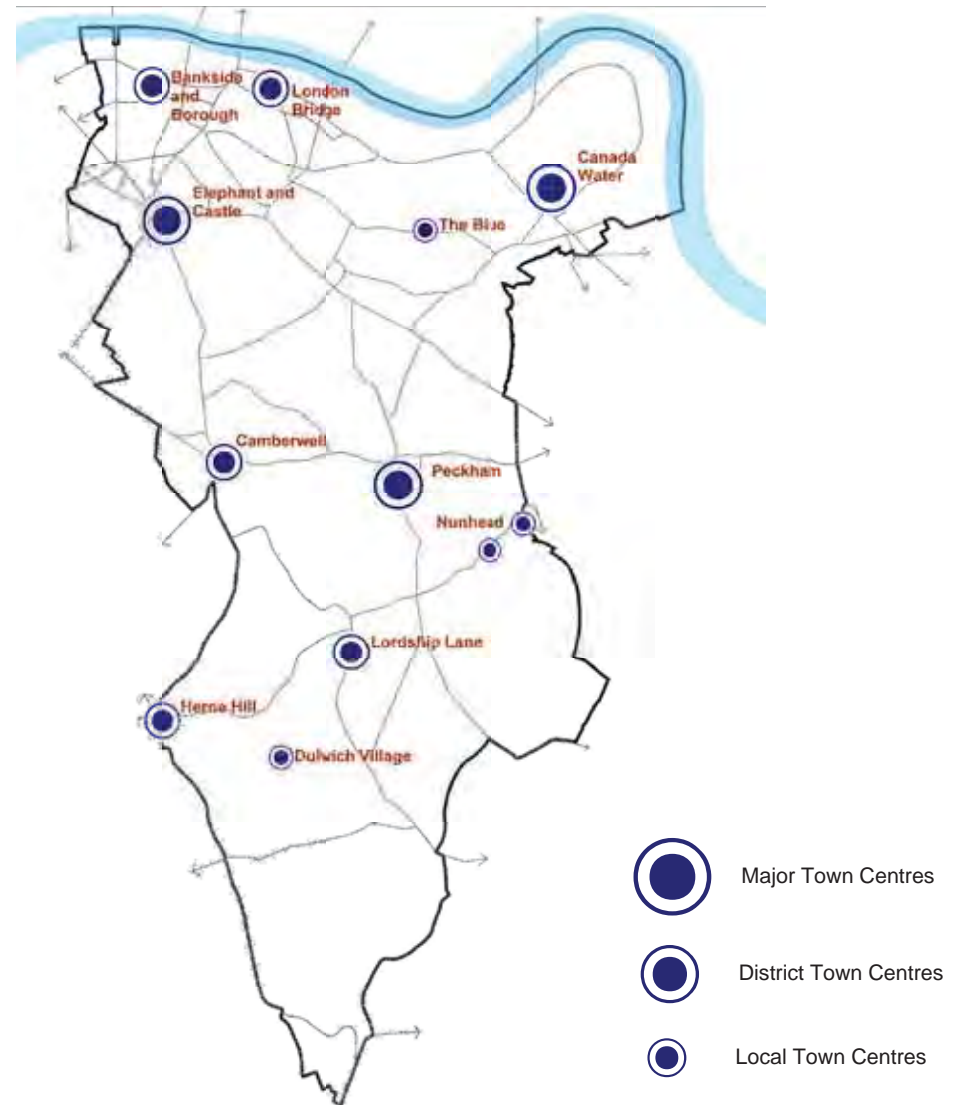 Bankside
and
Borough
London
Bridge
Canada
Water
Elephant and
Castle
The Blue
Camberwell
Peckham
Nunhead
Lordship Lane
Herne Hill
Dulwich Village
Major Town Centres
District Town Centres
Local Town Centres